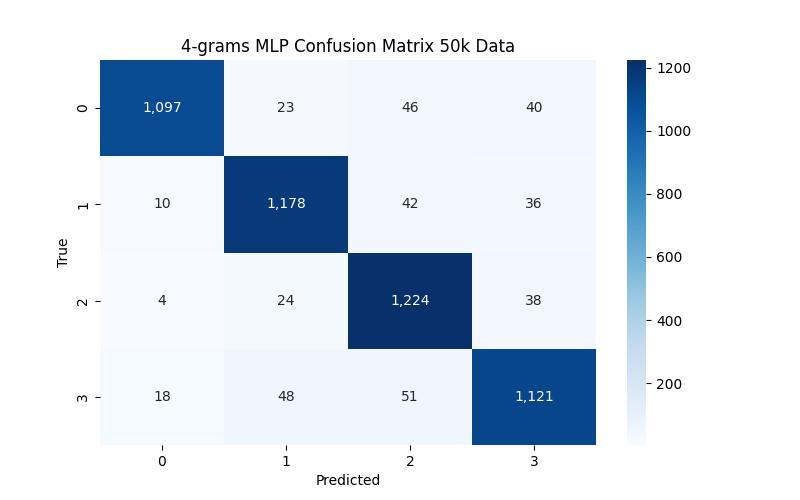 4-grams MLP Confusion Matrix 50k Data
True
0 1,097 23 46 40
1 10 1,178 42 36
2 4 24 1,224 38
3 18 48 51 1,121
0 1 2 3
Predicted
1200
1000
800
600
400
200